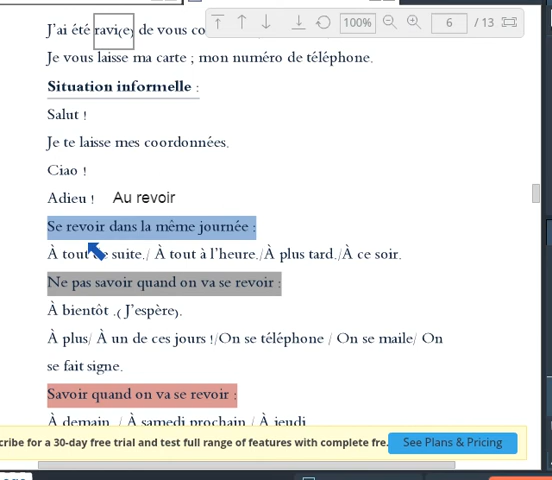 J'ai été ravi(e) de vous co
100%
6
/ 13
Je vous laisse ma carte ; mon numéro de téléphone.
Situation informelle :
Salut !
Je te laisse mes coordonnées.
Ciao !
Adieu ! Au revoir
Se revoir dans la même journée :
À tout de suite./ À tout à l'heure./À plus tard./À ce soir.
Ne pas savoir quand on va se revoir :
À bientôt .( J'espère).
À plus/ À un de ces jours !/On se téléphone / On se maile/ On
se fait signe.
Savoir quand on va se revoir :
À demain / À samedi prochain / À jeudi
cribe for a 30-day free trial and test full range of features with complete fre.
See Plans & Pricing